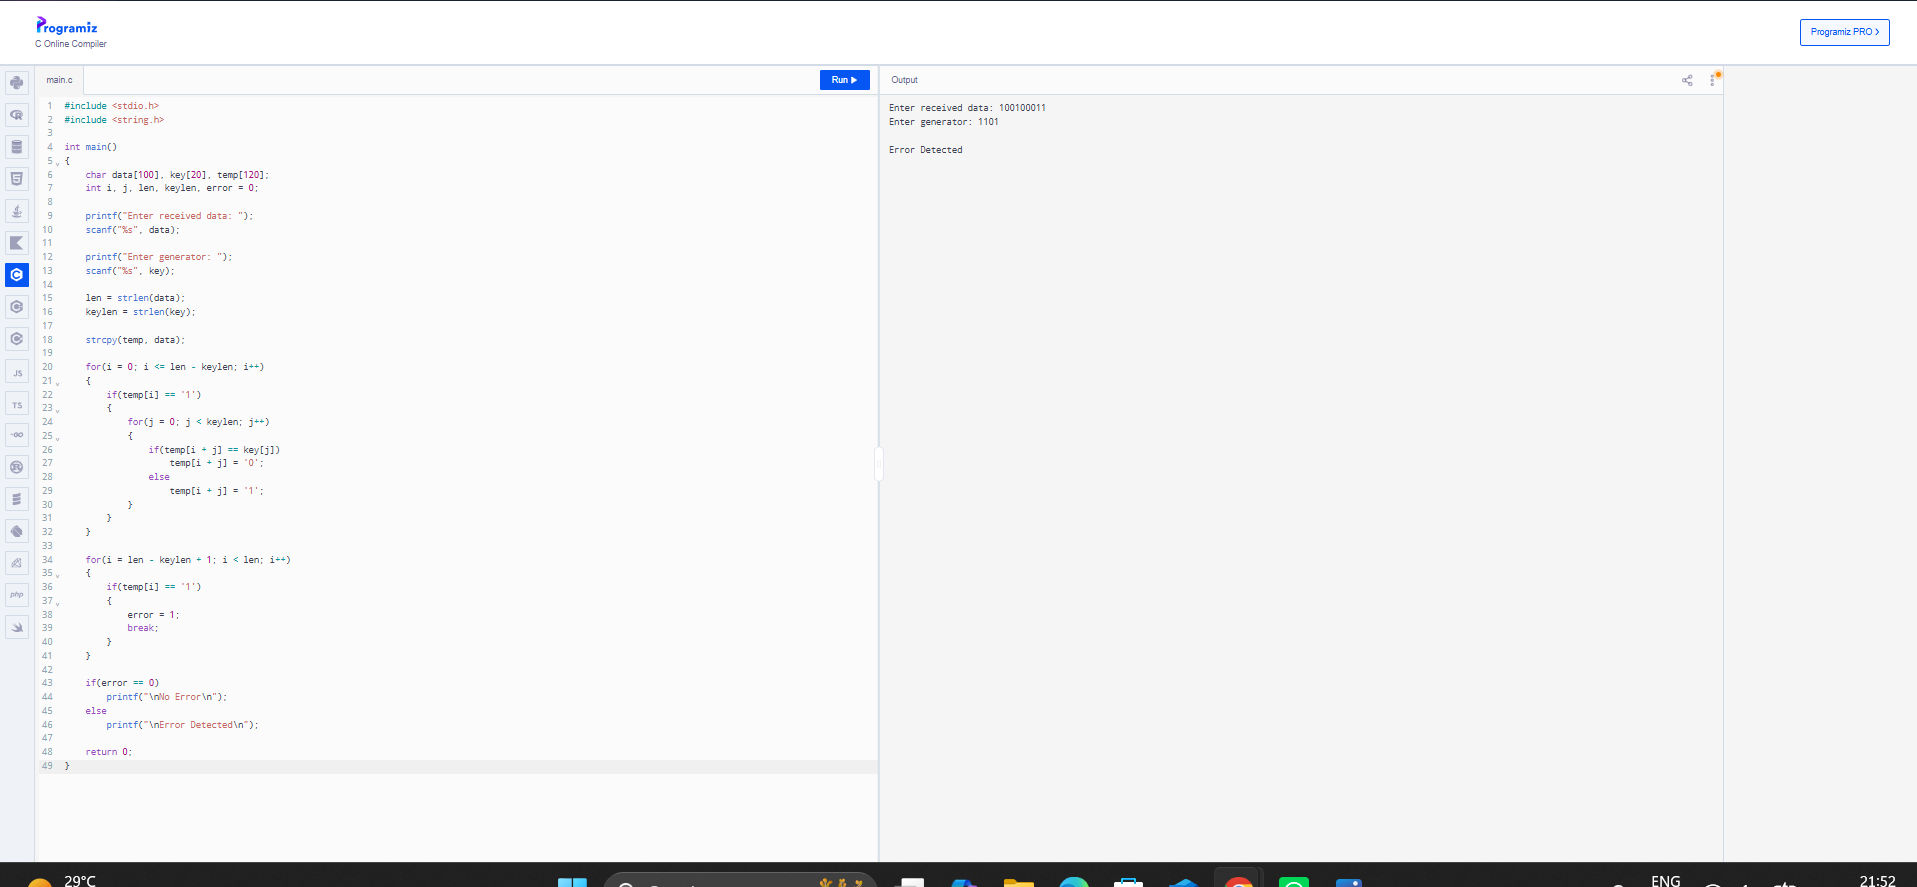 Programiz
C Online Compiler
Programiz PRO >
main.c
Run
Output
JS
TS
php
1 #include <stdio.h>
2 #include <string.h>
3
4 int main()
5 {
6 char data[100], key[20], temp[120];
7 int i, j, len, keylen, error = 0;
8
9 printf("Enter received data: ");
10 scanf("%s", data);
11
12 printf("Enter generator: ");
13 scanf("%s", key);
14
15 len = strlen(data);
16 keylen = strlen(key);
17
18 strcpy(temp, data);
19
20 for(i = 0; i <= len - keylen; i++)
21 {
22 if(temp[i] == '1')
23 {
24 for(j = 0; j < keylen; j++)
25 {
26 if(temp[i + j] == key[j])
27 temp[i + j] = '0';
28 else
29 temp[i + j] = '1';
30 }
31 }
32 }
33
34 for(i = len - keylen + 1; i < len; i++)
35 {
36 if(temp[i] == '1')
37 {
38 error = 1;
39 break;
40 }
41 }
42
43 if(error == 0)
44 printf("\nNo Error\n");
45 else
46 printf("\nError Detected\n");
47
48 return 0;
49 }
Enter received data: 100100011
Enter generator: 1101
Error Detected
29°C
ENG
21:52